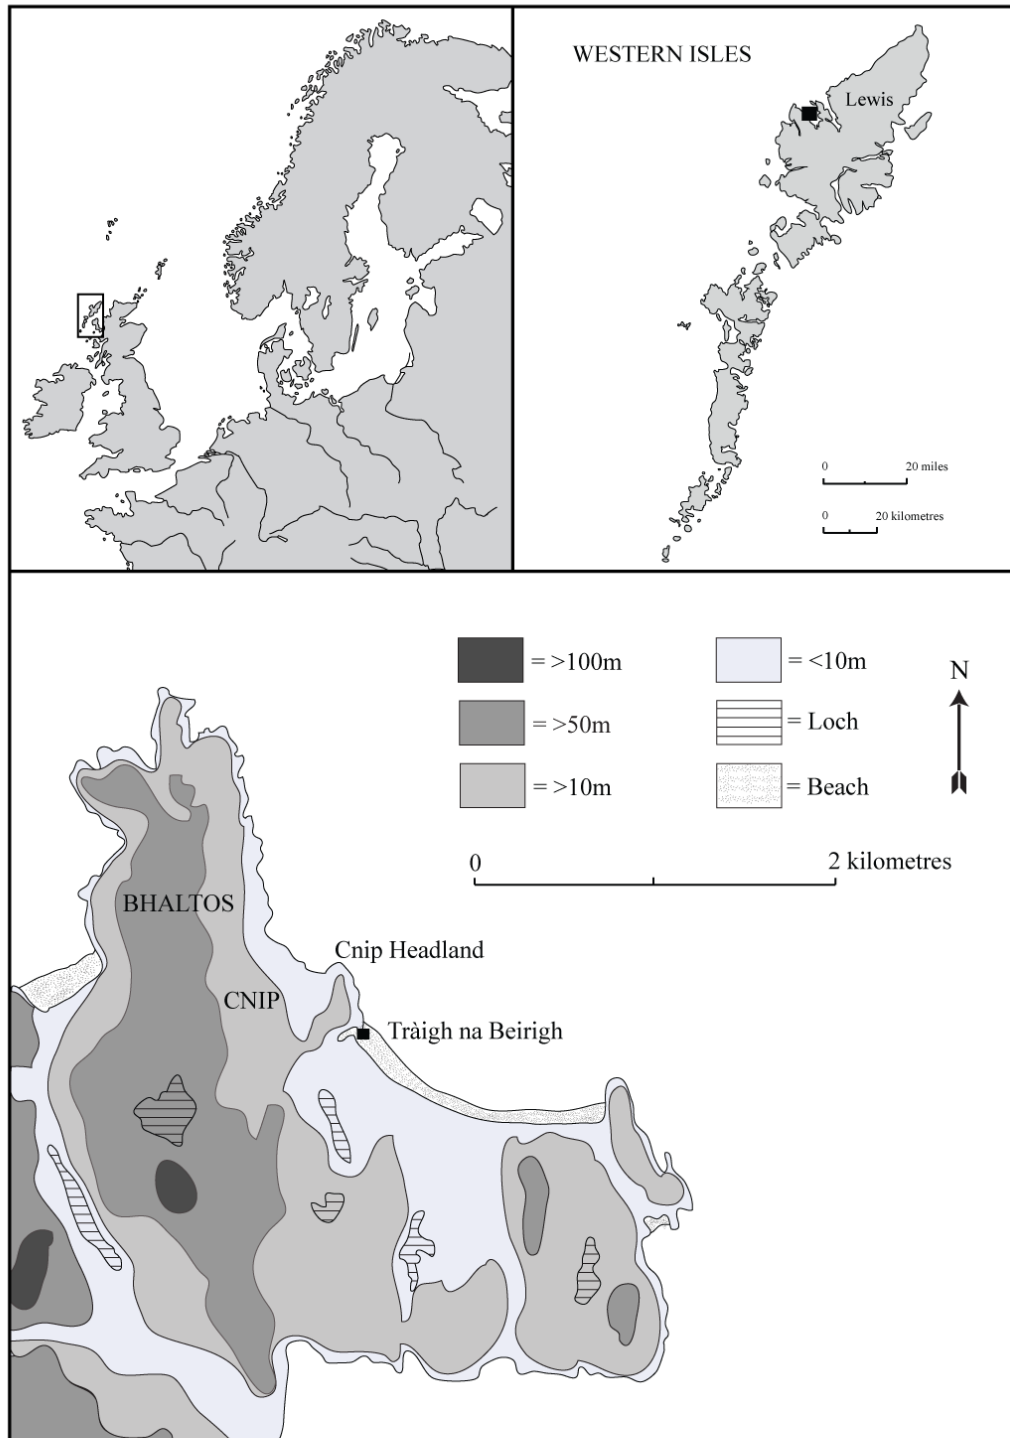 WESTERN ISLES
Lewis
0 20 miles
0 20 kilometres
= >100m
= <10m
N
= >50m
= Loch
= >10m
= Beach
0 2 kilometres
BHALTOS
Cnip Headland
CNIP
Tràigh na Beirigh